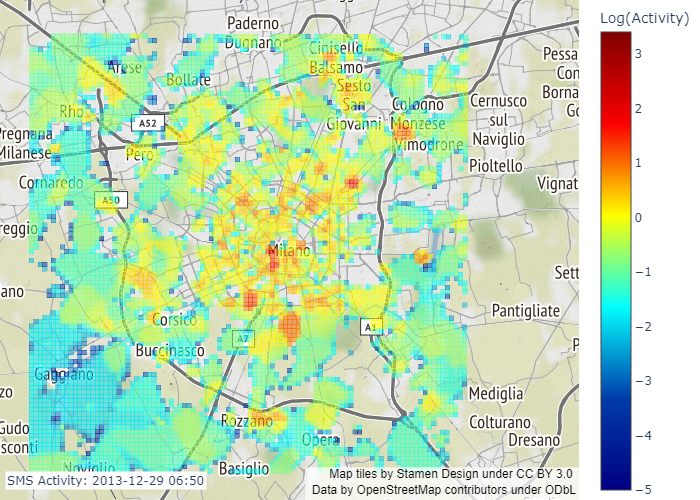 Log(Activity)
Paderno
Dugnano
Cinisello
Balsamo
Arese
Bollate
Sesto
San
Giovanni
Cologno
Monzese
Cernusco
sul
Naviglio
Pessa
Con
Borna
Go
Rho
A52
Pregnana
Milanese
Pero
Vimodrone
Pioltello
Cornaredo
A50
Vignat
reggio
Milano
Sett
ano
Pantigliate
Corsico
A7
A1
Buccinasco
P
Gaggiano
zo
Mediglia
Rozzano
Colturano
Gudo
sconti
Opera
Dresano
Noviglio
Basiglio
SMS Activity: 2013-12-29 06:50
Map tiles by Stamen Design under CC BY 3.0
Data by OpenStreetMap contributors under ODbL
3
2
1
0
−1
−2
−3
−4
−5